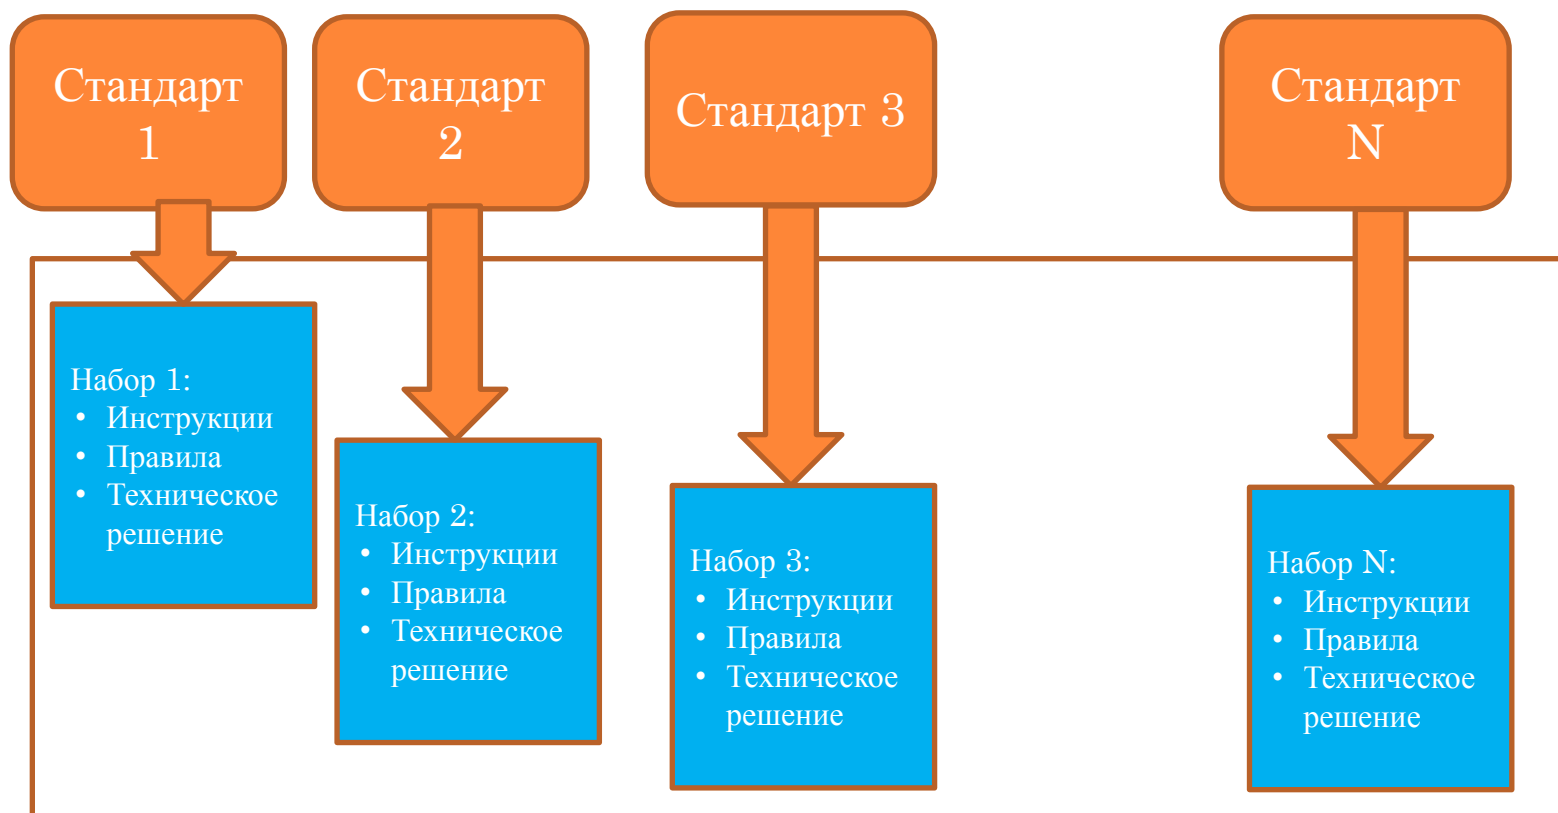 Стандарт
1
Стандарт
2
Стандарт 3
Стандарт
N
Набор 1:
• Инструкции
• Правила
• Техническое
решение
Набор 2:
• Инструкции
• Правила
• Техническое
решение
Набор 3:
• Инструкции
• Правила
• Техническое
решение
Набор N:
• Инструкции
• Правила
• Техническое
решение